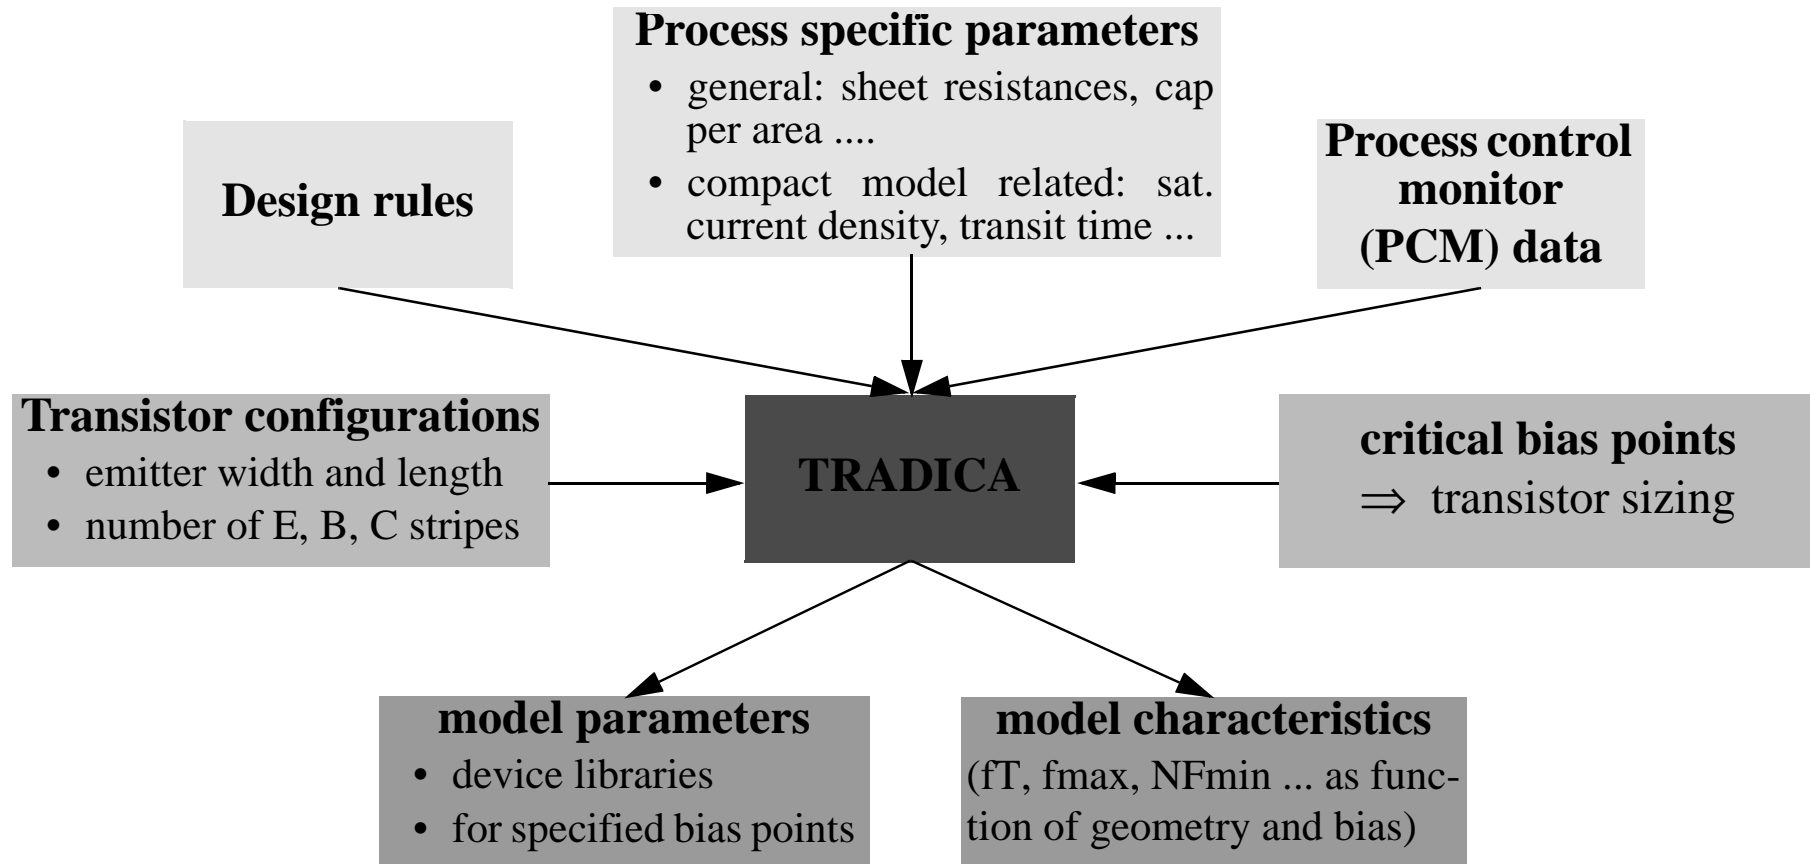 Process specific parameters
• general: sheet resistances, cap
per area ....
• compact model related: sat.
current density, transit time ...
Design rules
Process control
monitor
(PCM) data
Transistor configurations
• emitter width and length
• number of E, B, C stripes
TRADICA
critical bias points
⇒ transistor sizing
model parameters
• device libraries
• for specified bias points
model characteristics
(fT, fmax, NFmin ... as func-
tion of geometry and bias)